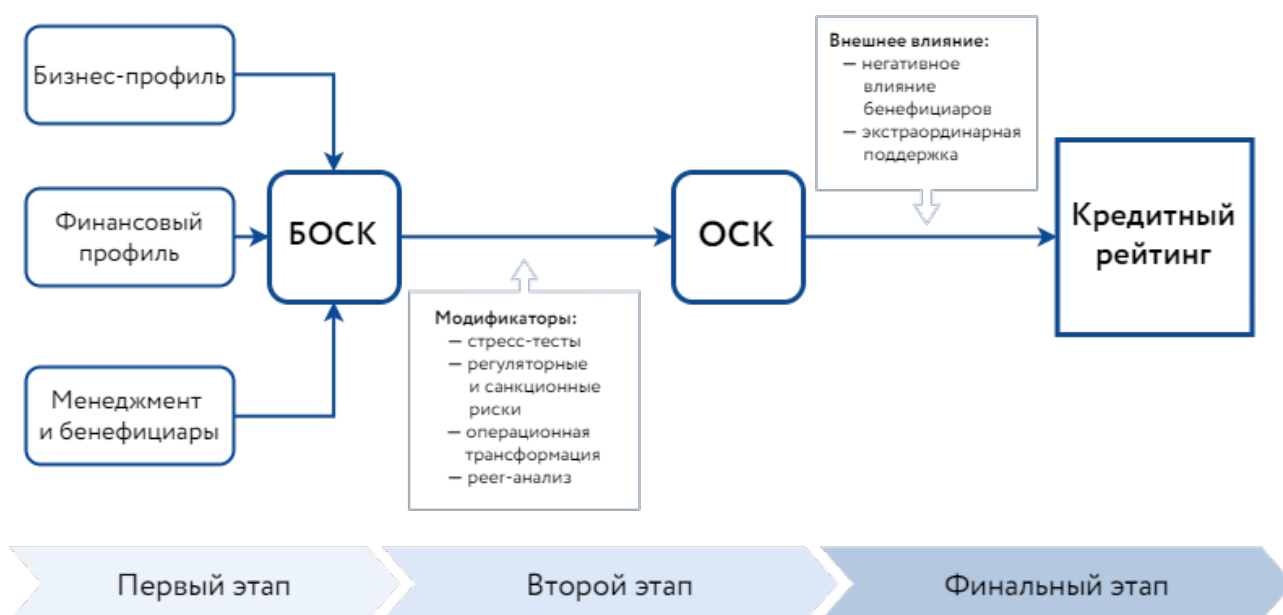 Бизнес-профиль
Финансовый
профиль
Менеджмент
и бенефициары
БОСК
Модификаторы:
— стресс-тесты
— регуляторные
и санкционные
риски
— операционная
трансформация
— peer-анализ
ОСК
Внешнее влияние:
— негативное
влияние
бенефициаров
— экстраординарная
поддержка
Кредитный
рейтинг
Первый этап
Второй этап
Финальный этап